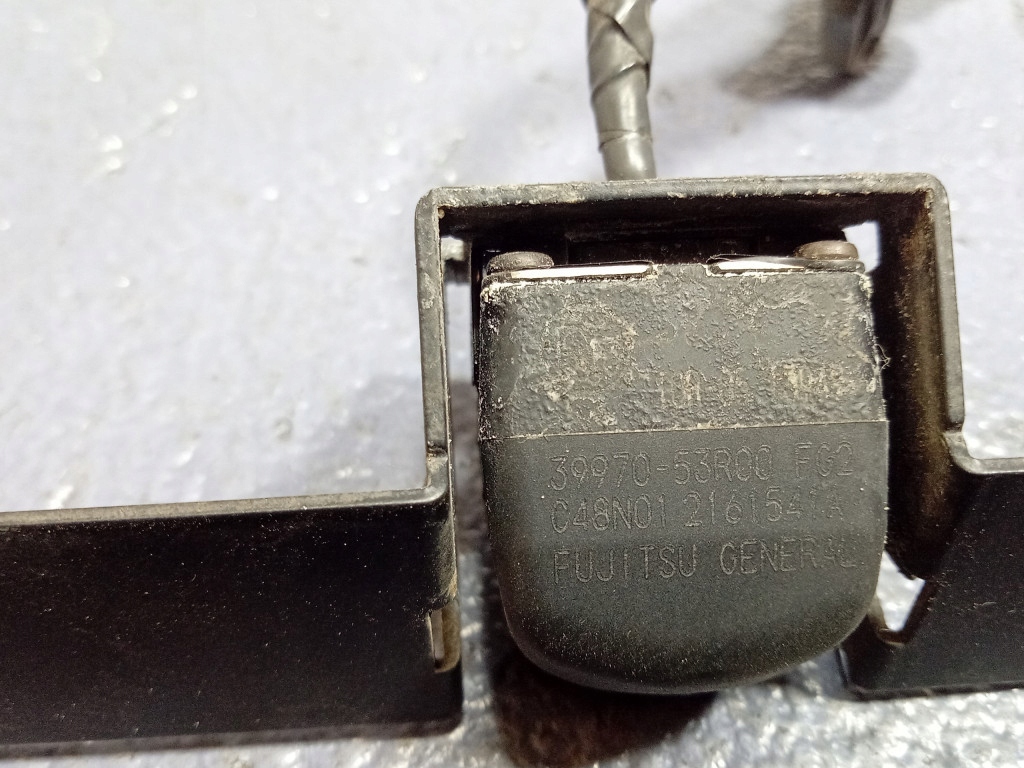 39970-53R00 FG2
C48N01 2161541A
FUJITSU GENERAL